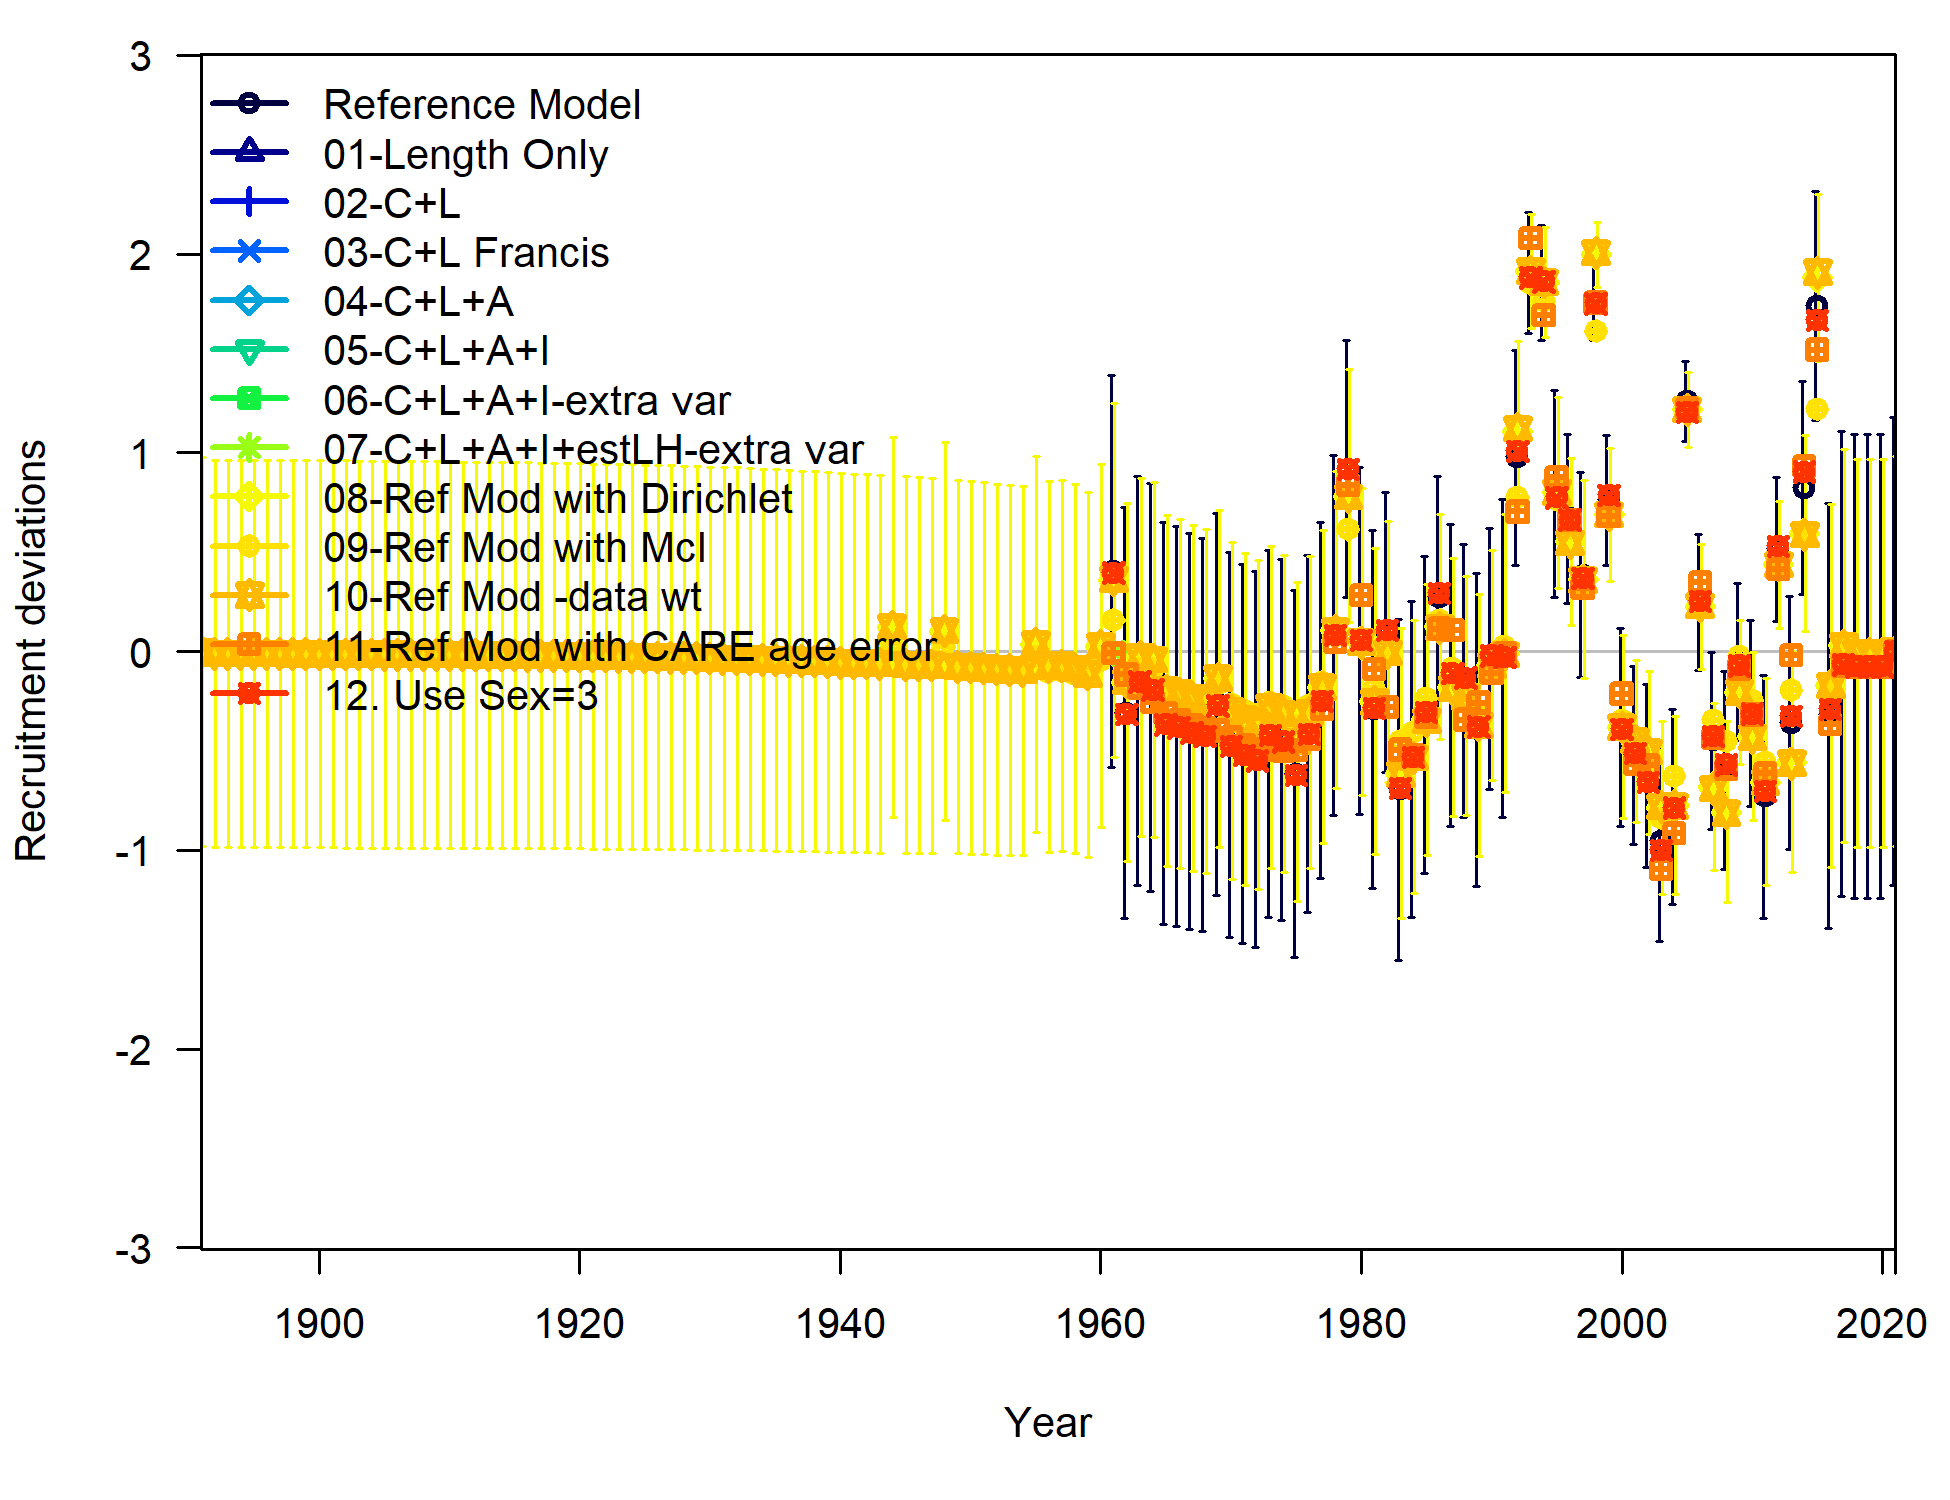 3
2
1
0
-1
-2
-3
Recruitment deviations
Reference Model
01-Length Only
02-C+L
03-C+L Francis
04-C+L+A
05-C+L+A+I
06-C+L+A+I-extra var
07-C+L+A+I+estLH-extra var
08-Ref Mod with Dirichlet
09-Ref Mod with McI
10-Ref Mod -data wt
11-Ref Mod with CARE age error
12. Use Sex=3
1900 1920 1940 1960 1980 2000 2020
Year